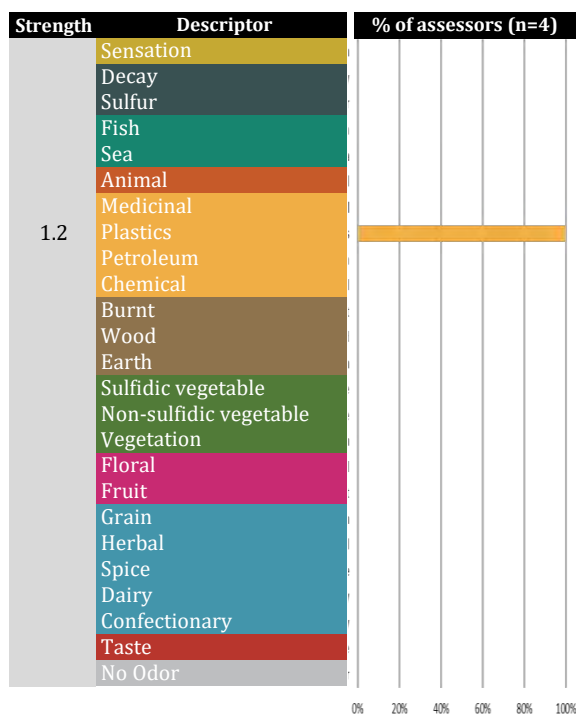 Strength Descriptor % of assessors (n=4)
Sensation
Decay
Sulfur
Fish
Sea
Animal
Medicinal
1.2 Plastics
Petroleum
Chemical
Burnt
Wood
Earth
Sulfidic vegetable
Non-sulfidic vegetable
Vegetation
Floral
Fruit
Grain
Herbal
Spice
Dairy
Confectionary
Taste
No Odor
0% 20% 40% 60% 80% 100%